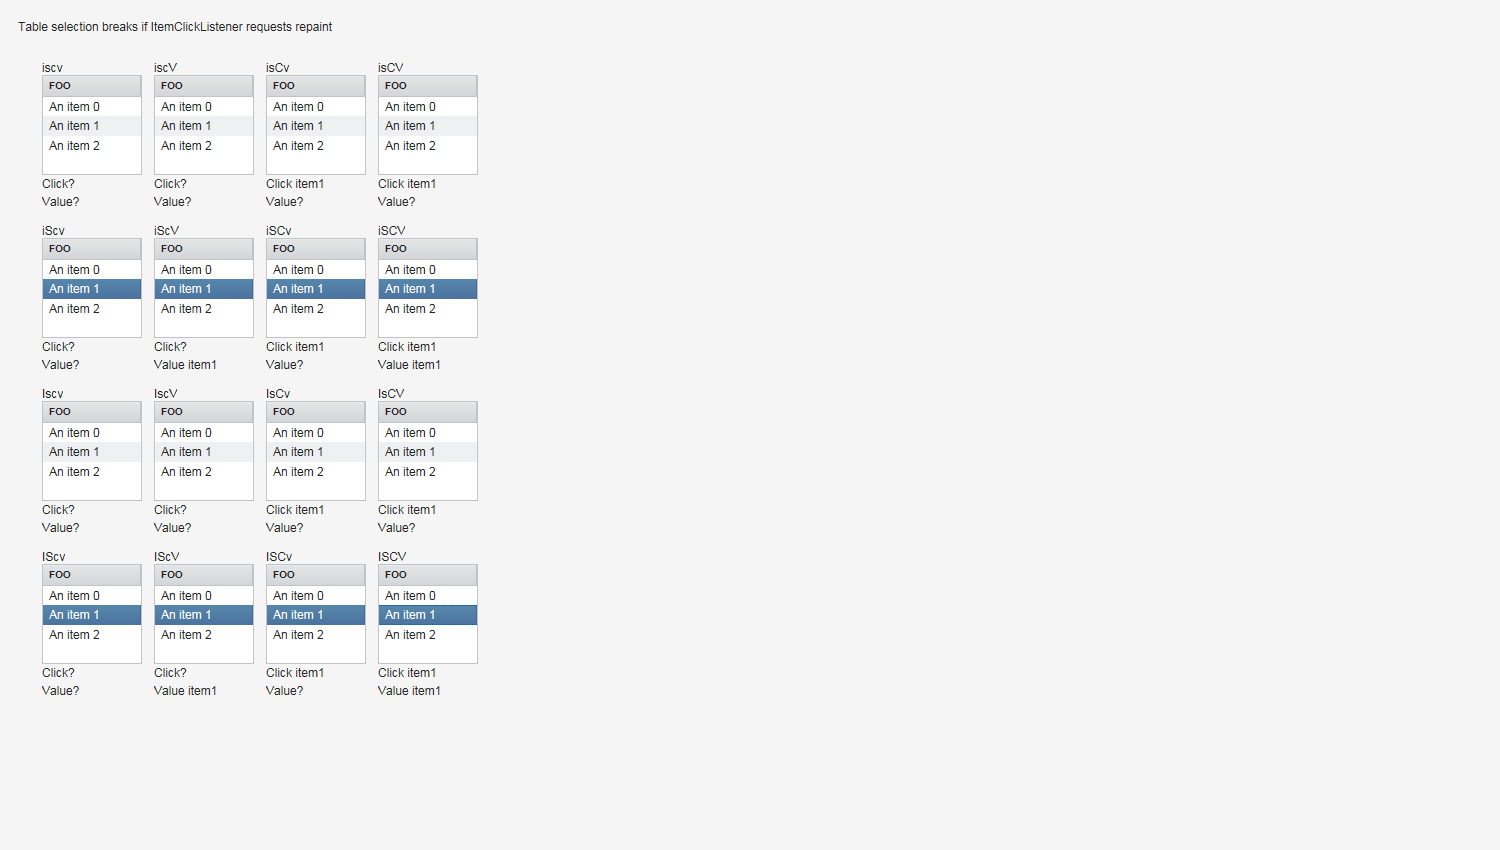 Table selection breaks if ItemClickListener requests repaint
iscv iscV isCv isCV
FOO FOO FOO FOO
An item 0 An item 0 An item 0 An item 0
An item 1 An item 1 An item 1 An item 1
An item 2 An item 2 An item 2 An item 2
Click? Click? Click item1 Click item1
Value? Value? Value? Value?
iScv iScV iSCv iSCV
FOO FOO FOO FOO
An item 0 An item 0 An item 0 An item 0
An item 1 An item 1 An item 1 An item 1
An item 2 An item 2 An item 2 An item 2
Click? Click? Click item1 Click item1
Value? Value item1 Value? Value item1
Iscv IscV IsCv IsCV
FOO FOO FOO FOO
An item 0 An item 0 An item 0 An item 0
An item 1 An item 1 An item 1 An item 1
An item 2 An item 2 An item 2 An item 2
Click? Click? Click item1 Click item1
Value? Value? Value? Value?
IScv IScV ISCv ISCV
FOO FOO FOO FOO
An item 0 An item 0 An item 0 An item 0
An item 1 An item 1 An item 1 An item 1
An item 2 An item 2 An item 2 An item 2
Click? Click? Click item1 Click item1
Value? Value item1 Value? Value item1